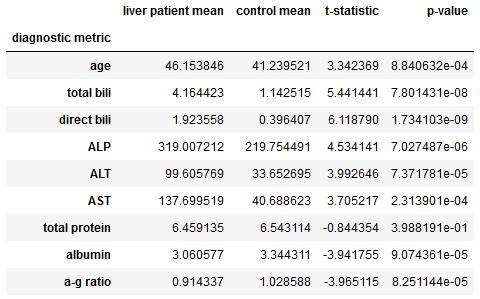 liver patient mean control mean t-statistic p-value
diagnostic metric
age 46.153846 41.239521 3.342369 8.840632e-04
total bili 4.164423 1.142515 5.441441 7.801431e-08
direct bili 1.923558 0.396407 6.118790 1.734103e-09
ALP 319.007212 219.754491 4.534141 7.027487e-06
ALT 99.605769 33.652695 3.992646 7.371781e-05
AST 137.699519 40.688623 3.705217 2.313901e-04
total protein 6.459135 6.543114 -0.844354 3.988191e-01
albumin 3.060577 3.344311 -3.941755 9.074361e-05
a-g ratio 0.914337 1.028588 -3.965115 8.251144e-05